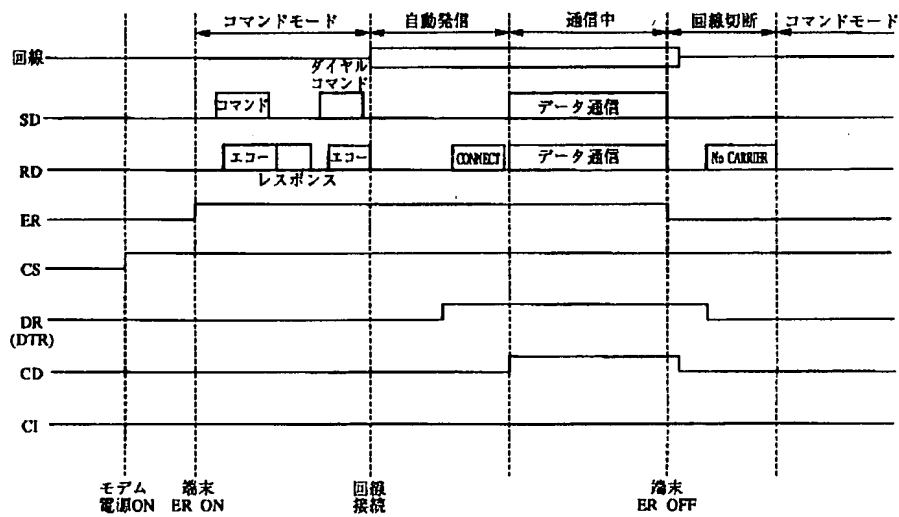 コマンドモード 自動発信 通信中 回線切断 コマンドモード
回線
ダイヤル
コマンド
SD コマンド データ通信
RD エコー エコー CONNECT データ通信 No CARRIER
レスポンス
ER
CS
DR
(DTR)
CD
CI
モデム
電源ON
端末
ER ON
回線
接続
端末
ER OFF